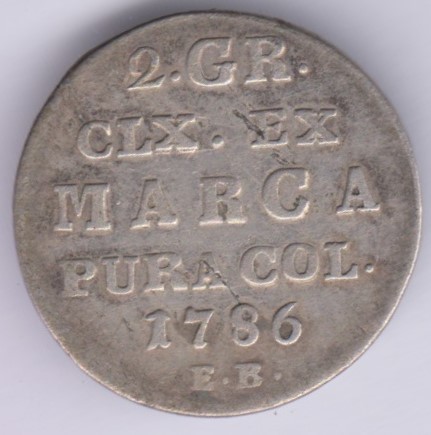 2.GR.
CLX. EX
MARCA
PURA COL.
1786
E.B.